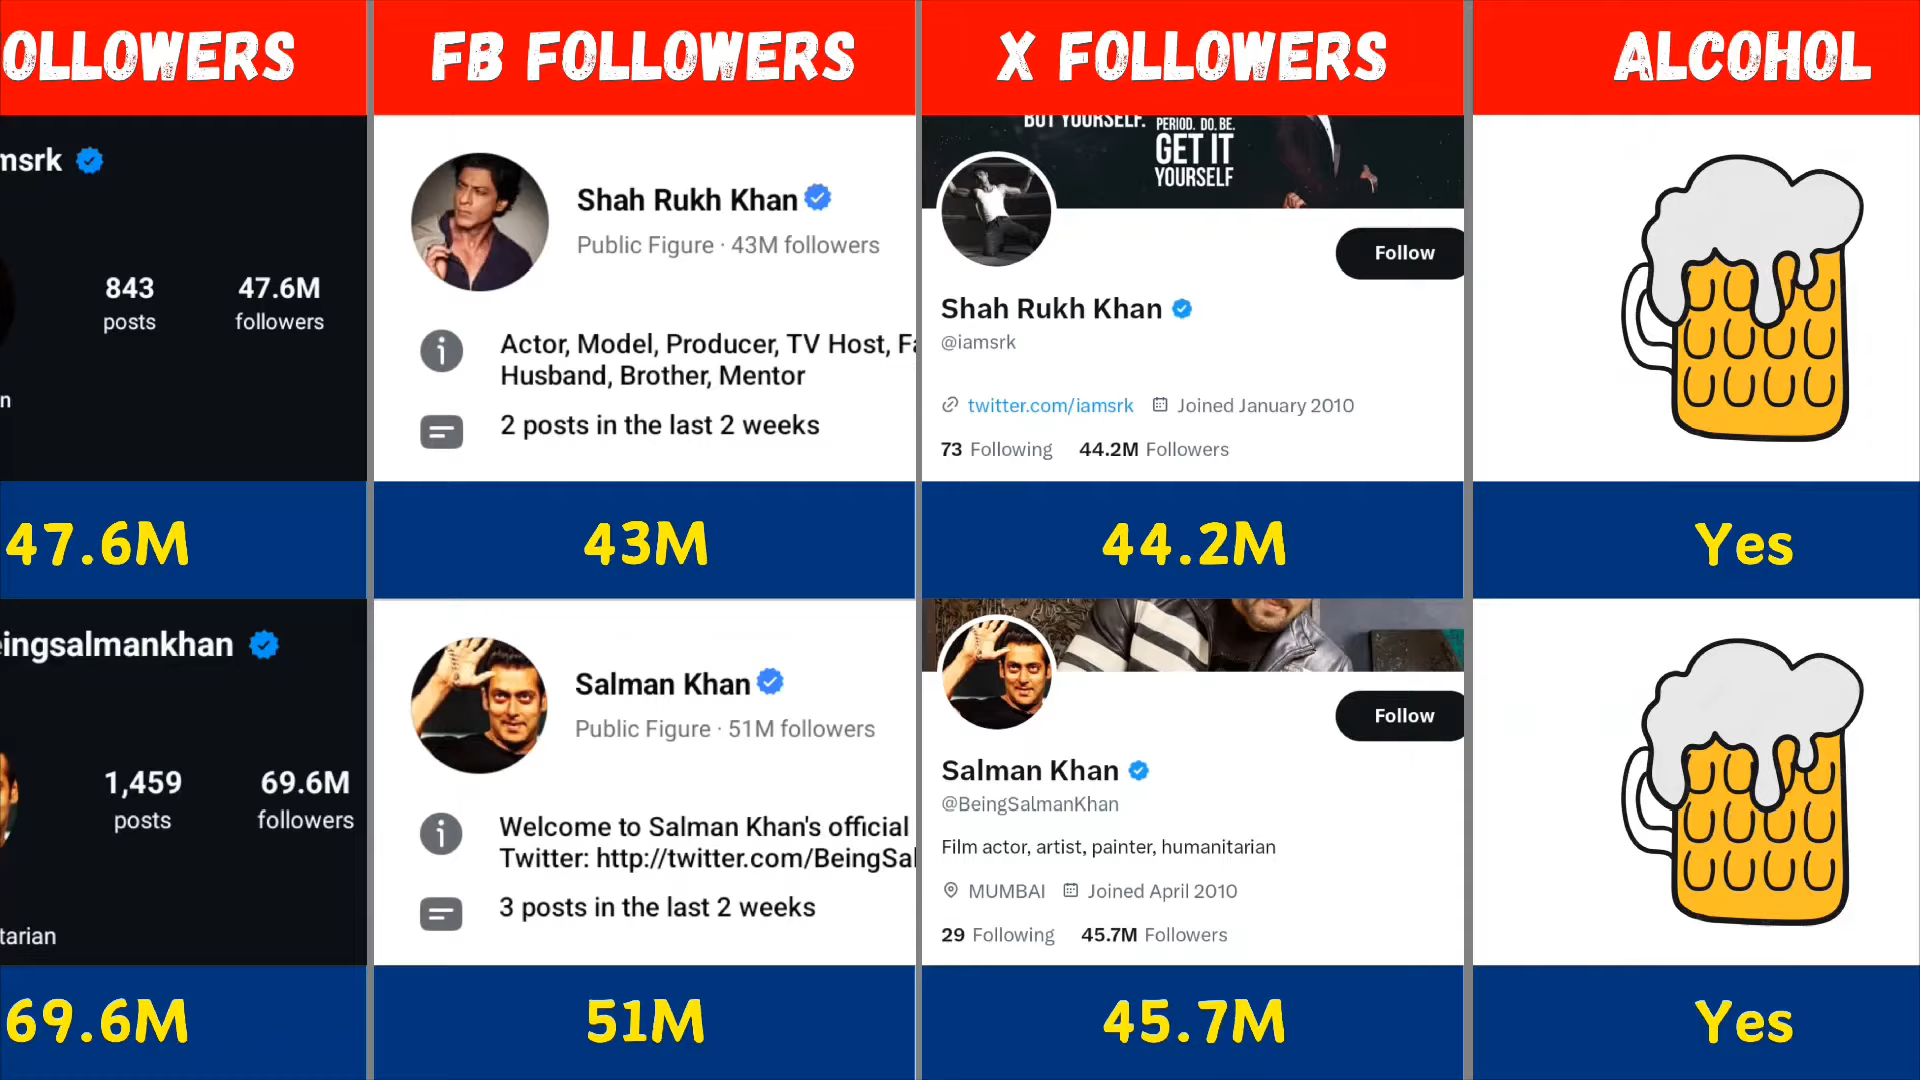 OLLOWERS
FB FOLLOWERS
X FOLLOWERS
ALCOHOL
msrk
843
posts
47.6M
followers
n
47.6M
Shah Rukh Khan
Public Figure · 43M followers
Actor, Model, Producer, TV Host, Fa
Husband, Brother, Mentor
2 posts in the last 2 weeks
43M
BUT YOURSELF.
PERIOD. DO. BE.
GET IT
YOURSELF
Follow
Shah Rukh Khan
@iamsrk
twitter.com/iamsrk Joined January 2010
73 Following 44.2M Followers
44.2M
Yes
eingsalmankhan
1,459
posts
69.6M
followers
tarian
69.6M
Salman Khan
Public Figure · 51M followers
Welcome to Salman Khan's official
Twitter: http://twitter.com/BeingSal
3 posts in the last 2 weeks
51M
Follow
Salman Khan
@BeingSalmanKhan
Film actor, artist, painter, humanitarian
MUMBAI Joined April 2010
29 Following 45.7M Followers
45.7M
Yes